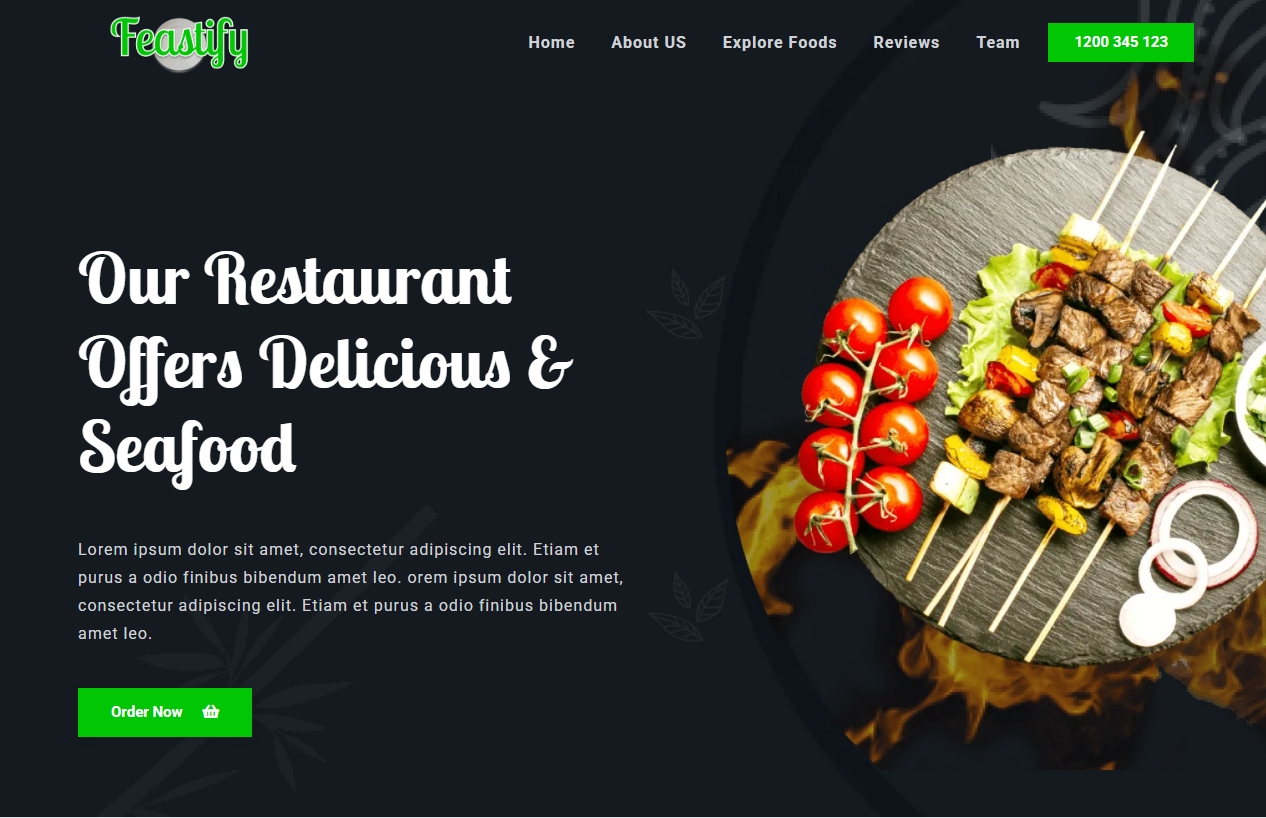 Feastify
Home About US Explore Foods Reviews Team 1200 345 123
Our Restaurant
Offers Delicious &
Seafood
Lorem ipsum dolor sit amet, consectetur adipiscing elit. Etiam et
purus a odio finibus bibendum amet leo. orem ipsum dolor sit amet,
consectetur adipiscing elit. Etiam et purus a odio finibus bibendum
amet leo.
Order Now